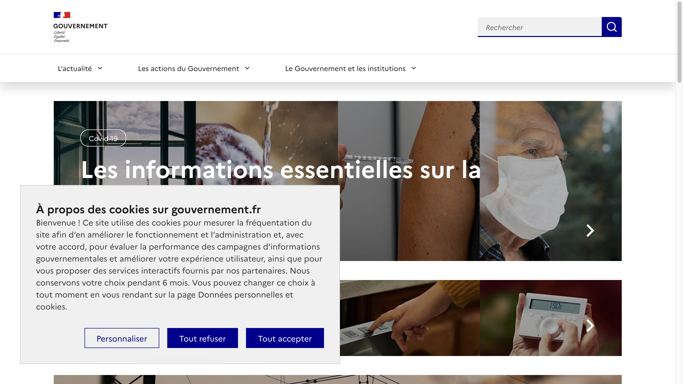 GOUVERNEMENT
Liberté
Égalité
Fraternité
Rechercher
L'actualité
Les actions du Gouvernement
Le Gouvernement et les institutions
Covid-19
Les informations essentielles sur la
À propos des cookies sur gouvernement.fr
Bienvenue ! Ce site utilise des cookies pour mesurer la fréquentation du
site afin d'en améliorer le fonctionnement et l'administration et, avec
votre accord, pour évaluer la performance des campagnes d'informations
gouvernementales et améliorer votre expérience utilisateur, ainsi que pour
vous proposer des services interactifs fournis par nos partenaires. Nous
conservons votre choix pendant 6 mois. Vous pouvez changer ce choix à
tout moment en vous rendant sur la page Données personnelles et
cookies.
Personnaliser
Tout refuser
Tout accepter